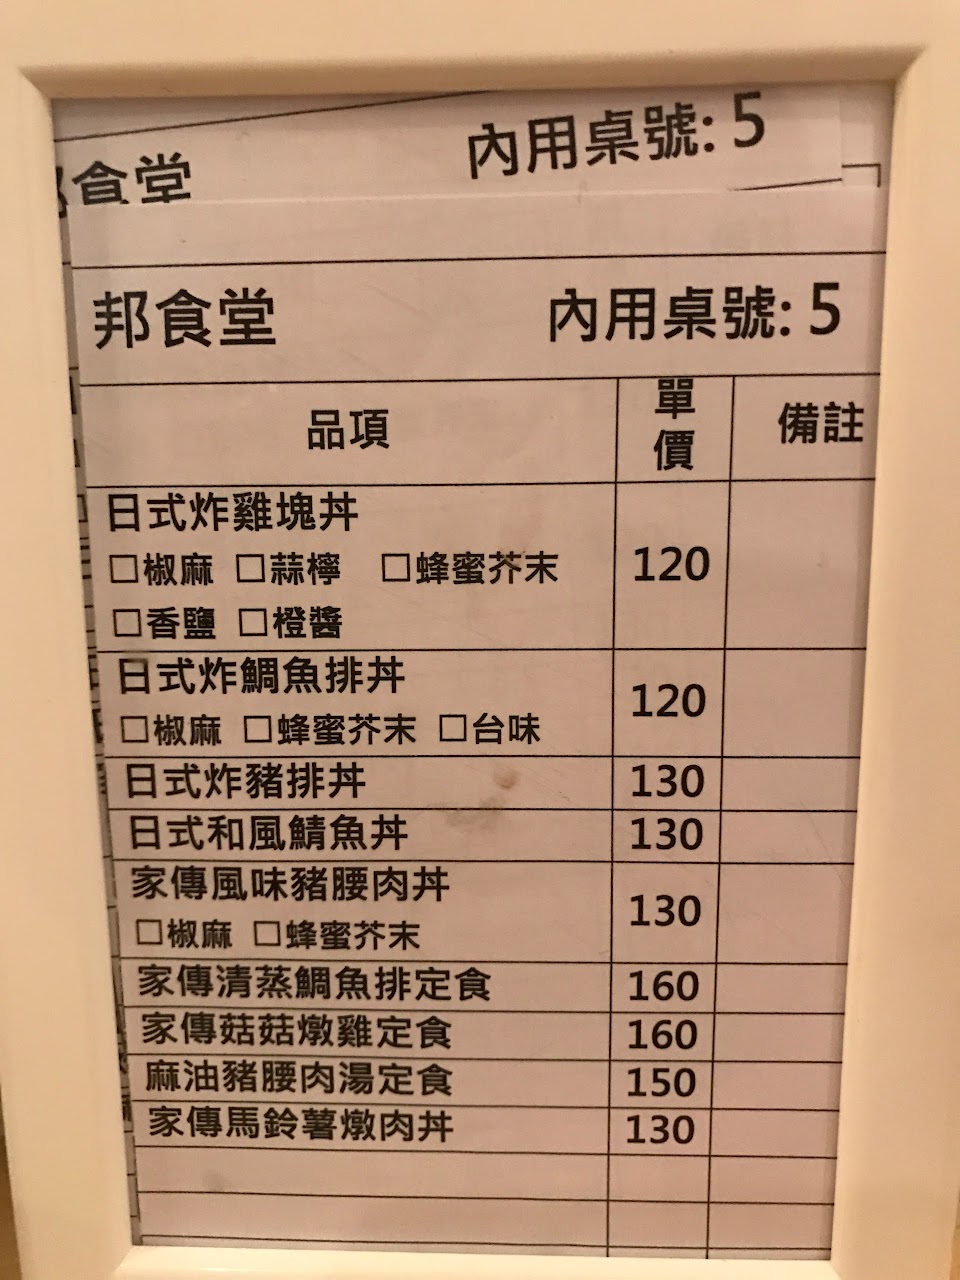 邦食堂 內用桌號: 5
邦食堂 內用桌號: 5
品項 單價 備註
日式炸雞塊丼 120
□椒麻 □蒜檸 □蜂蜜芥末
□香鹽 □橙醬
日式炸鯛魚排丼 120
□椒麻 □蜂蜜芥末 □台味
日式炸豬排丼 130
日式和風鯖魚丼 130
家傳風味豬腰肉丼 130
□椒麻 □蜂蜜芥末
家傳清蒸鯛魚排定食 160
家傳菇菇燉雞定食 160
麻油豬腰肉湯定食 150
家傳馬鈴薯燉肉丼 130